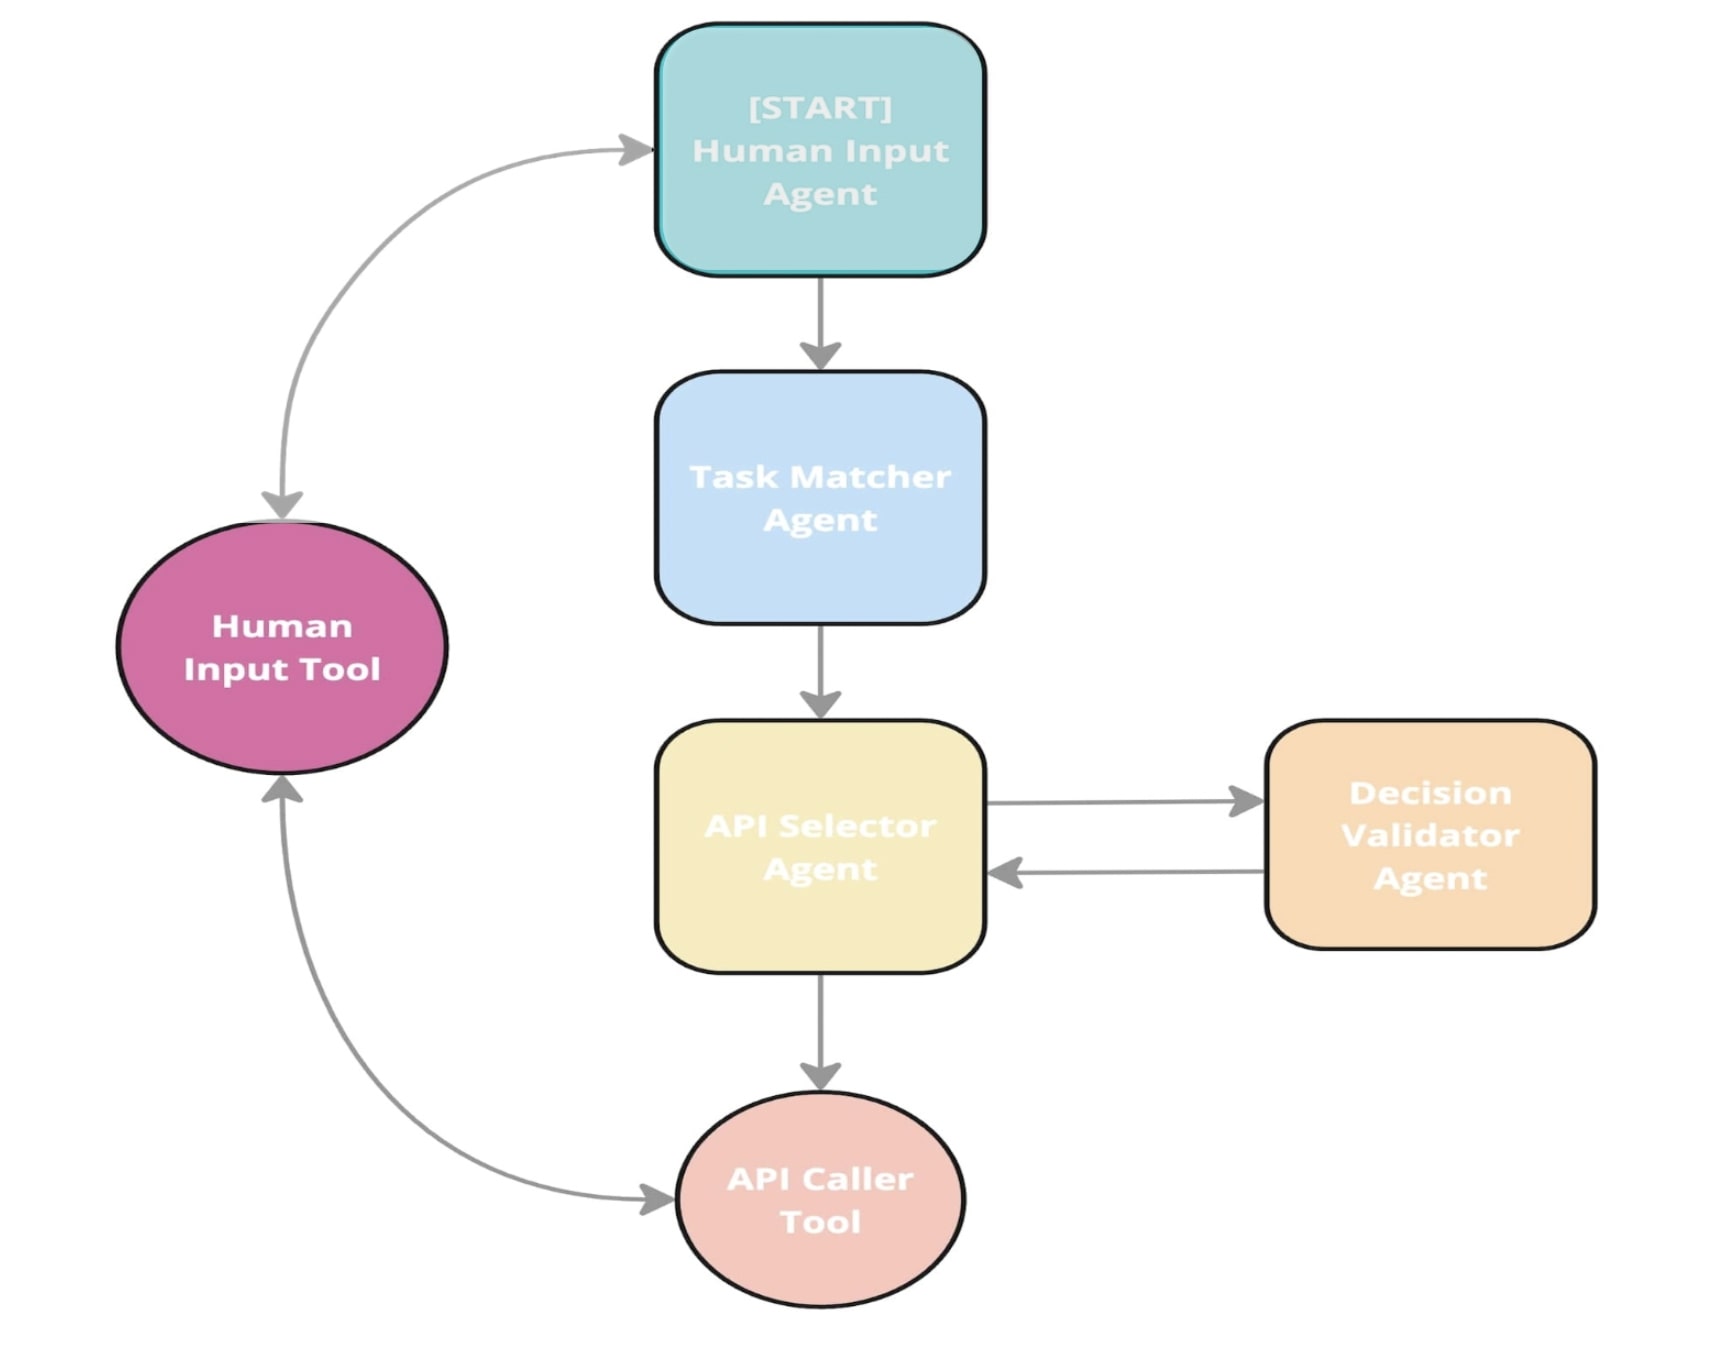 [START]
Human Input
Agent
Task Matcher
Agent
Human
Input Tool
API Selector
Agent
Decision
Validator
Agent
API Caller
Tool